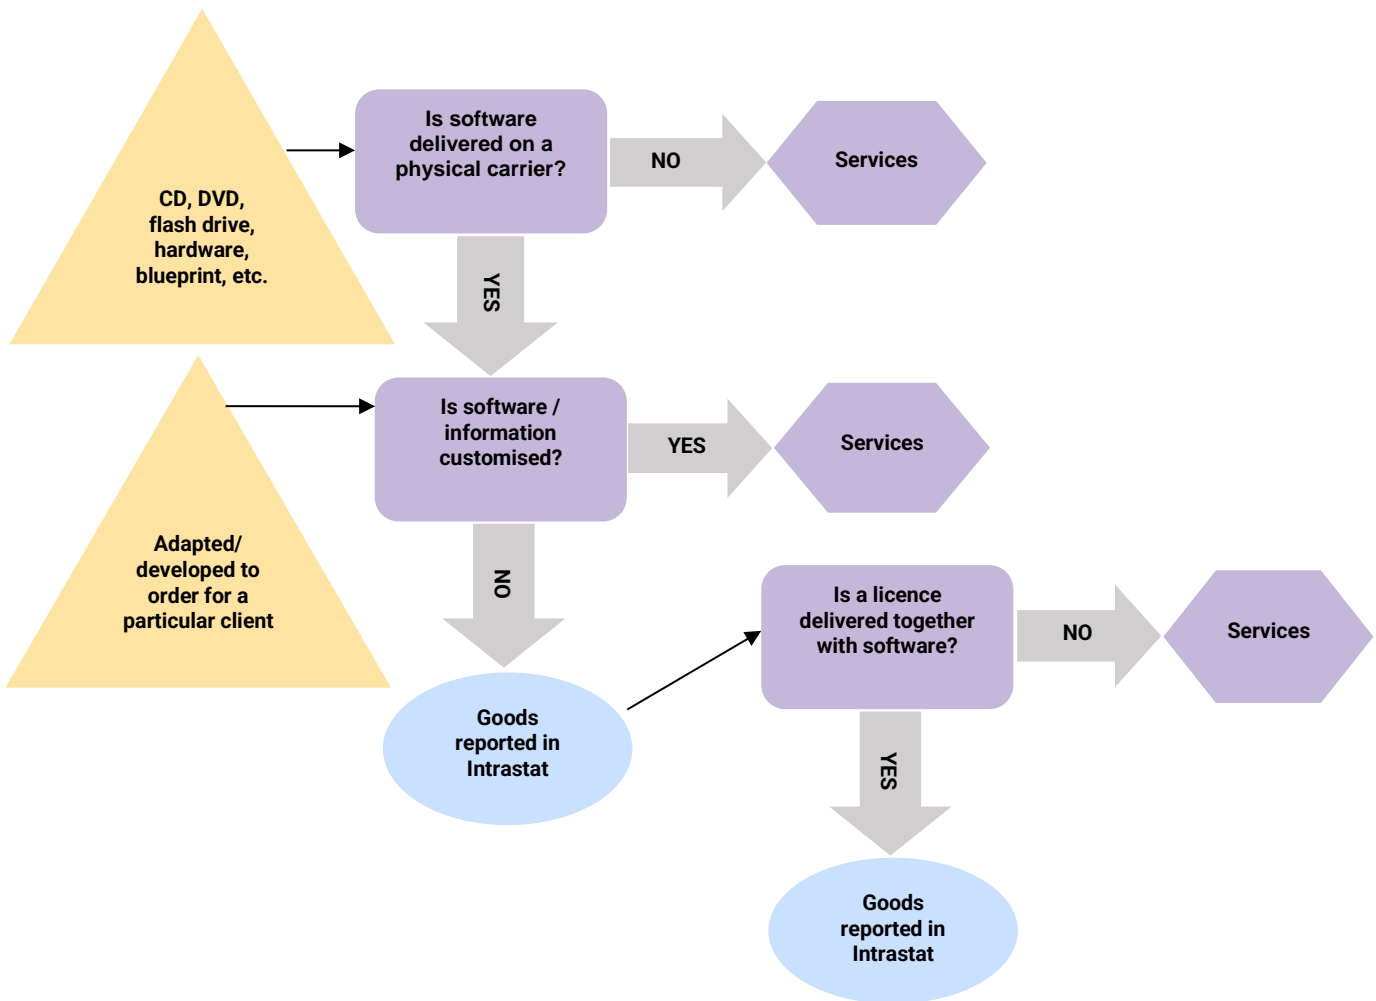 Is software
delivered on a
physical carrier?
NO
Services
CD, DVD,
flash drive,
hardware,
blueprint, etc.
YES
Is software /
information
customised?
YES
Services
Adapted/
developed to
order for a
particular client
NO
Is a licence
delivered together
with software?
NO
Services
Goods
reported in
Intrastat
YES
Goods
reported in
Intrastat